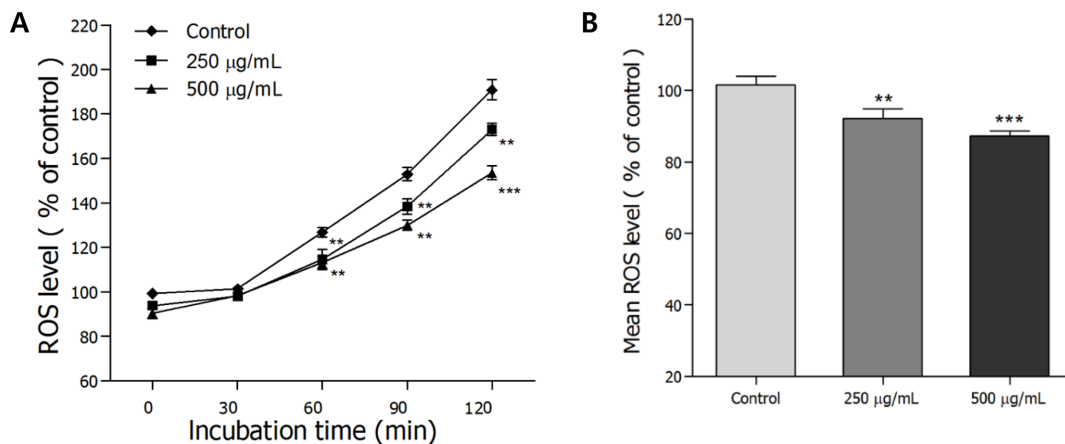 A
ROS level ( % of control)
220
200
180
160
140
120
100
80
60
Control
250 µg/mL
500 µg/mL
**
**
**
**
**
***
0
30
60
90
120
Incubation time (min)
B
Mean ROS level ( % of control)
120
100
80
60
40
20
**
***
Control
250 µg/mL
500 µg/mL